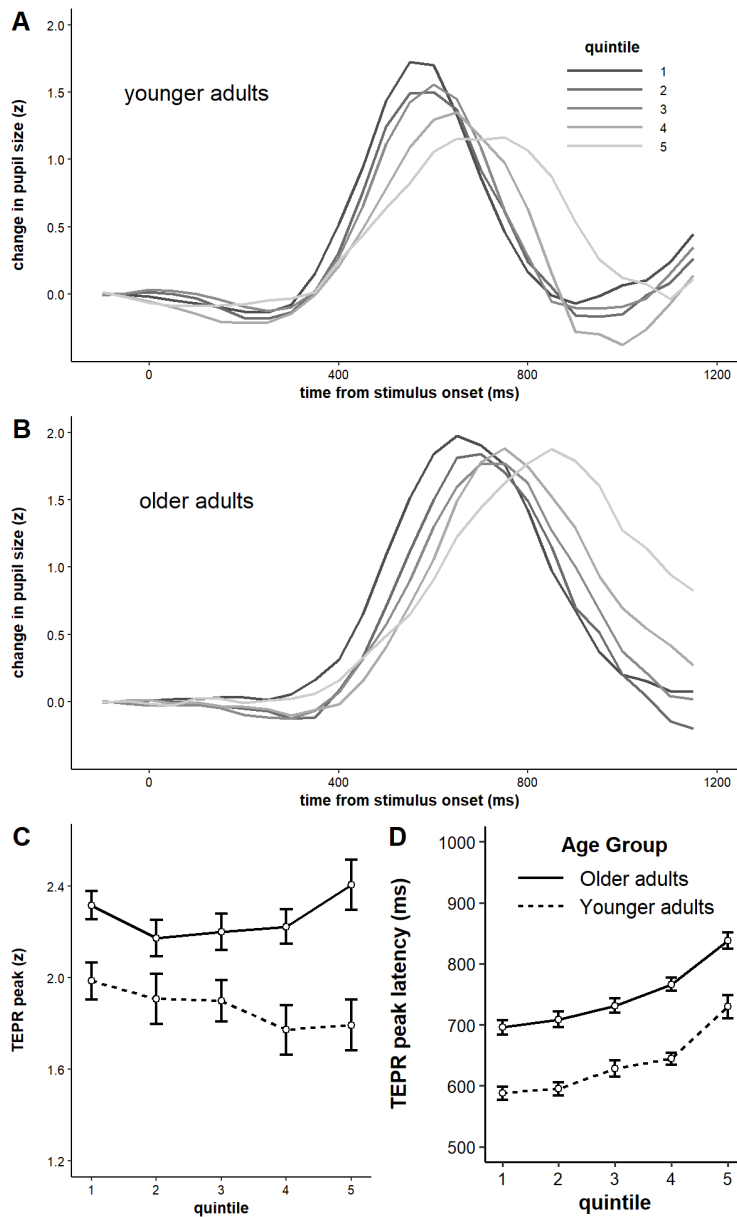 A
2.0
1.5
1.0
0.5
0.0
change in pupil size (z)
younger adults
quintile
1
2
3
4
5
0 400 800 1200
time from stimulus onset (ms)
B
2.0
1.5
1.0
0.5
0.0
change in pupil size (z)
older adults
0 400 800 1200
time from stimulus onset (ms)
C
2.4
2.0
1.6
1.2
TEPR peak (z)
1 2 3 4 5
quintile
D
1000
900
800
700
600
500
TEPR peak latency (ms)
Age Group
Older adults
Younger adults
1 2 3 4 5
quintile